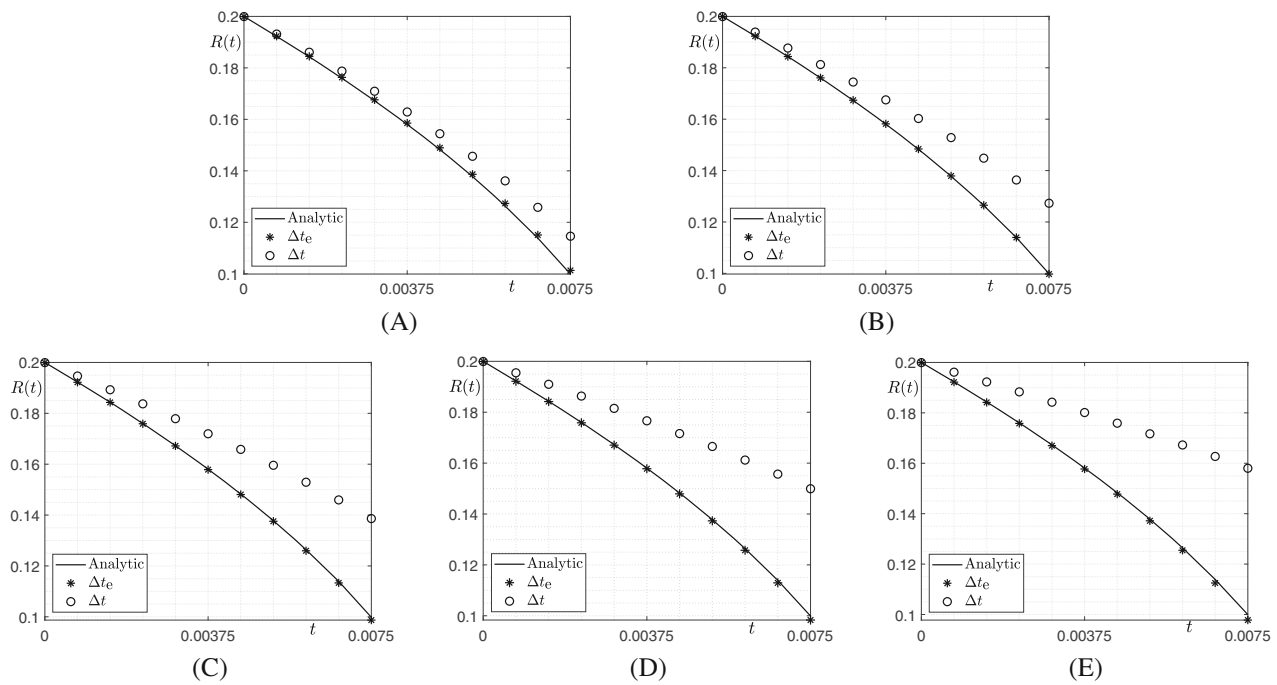 0.2
R(t)
0.18
0.16
0.14
0.12
0.1
Analytic
Δtₑ
Δt
0
0.00375
t
0.0075
(A)
0.2
R(t)
0.18
0.16
0.14
0.12
0.1
Analytic
Δtₑ
Δt
0
0.00375
t
0.0075
(B)
0.2
R(t)
0.18
0.16
0.14
0.12
0.1
Analytic
Δtₑ
Δt
0
0.00375
t
0.0075
(C)
0.2
R(t)
0.18
0.16
0.14
0.12
0.1
Analytic
Δtₑ
Δt
0
0.00375
t
0.0075
(D)
0.2
R(t)
0.18
0.16
0.14
0.12
0.1
Analytic
Δtₑ
Δt
0
0.00375
t
0.0075
(E)